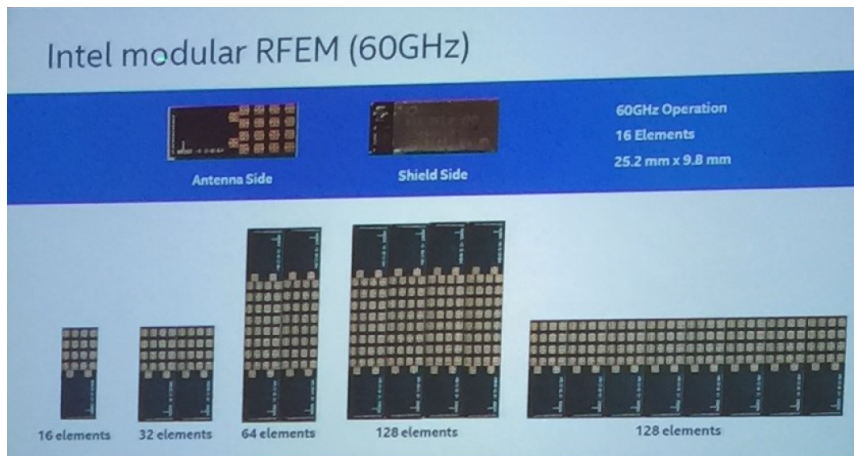 Intel modular RFEM (60GHz)
60GHz Operation
16 Elements
25.2 mm x 9.8 mm
Antenna Side
Shield Side
16 elements
32 elements
64 elements
128 elements
128 elements